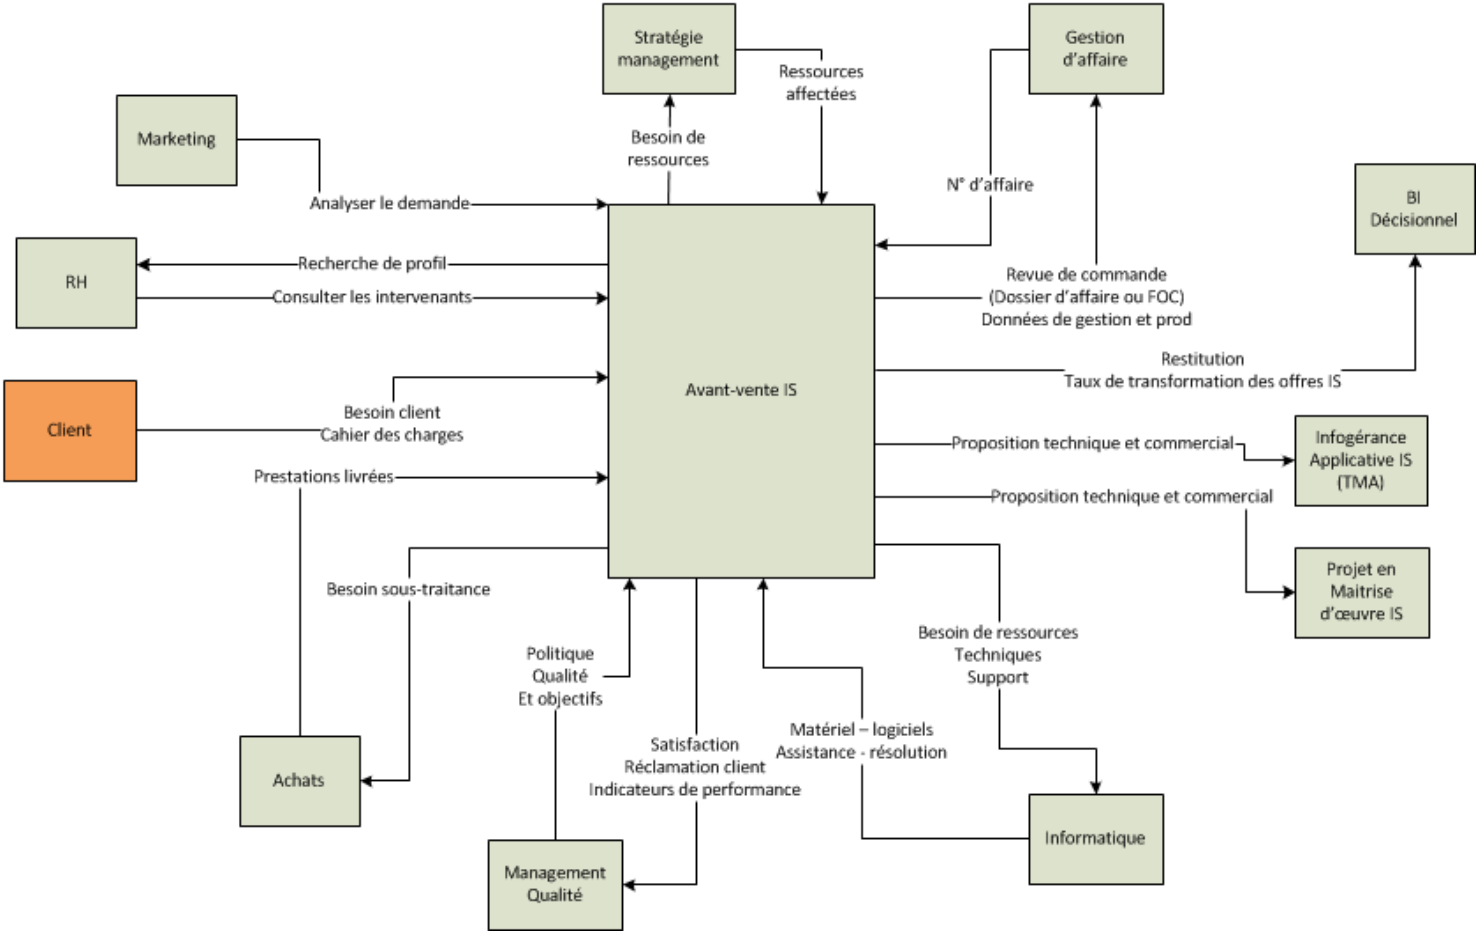 Stratégie
management
Gestion
d'affaire
Ressources
affectées
Marketing
Besoin de
ressources
N° d'affaire
Analyser le demande
BI
Décisionnel
RH
Recherche de profil
Consulter les intervenants
Revue de commande
(Dossier d'affaire ou FOC)
Données de gestion et prod
Restitution
Taux de transformation des offres IS
Avant-vente IS
Client
Besoin client
Cahier des charges
Proposition technique et commercial
Infogérance
Applicative IS
(TMA)
Prestations livrées
Proposition technique et commercial
Projet en
Maitrise
d'œuvre IS
Besoin sous-traitance
Politique
Qualité
Et objectifs
Besoin de ressources
Techniques
Support
Satisfaction
Réclamation client
Indicateurs de performance
Matériel – logiciels
Assistance - résolution
Achats
Informatique
Management
Qualité